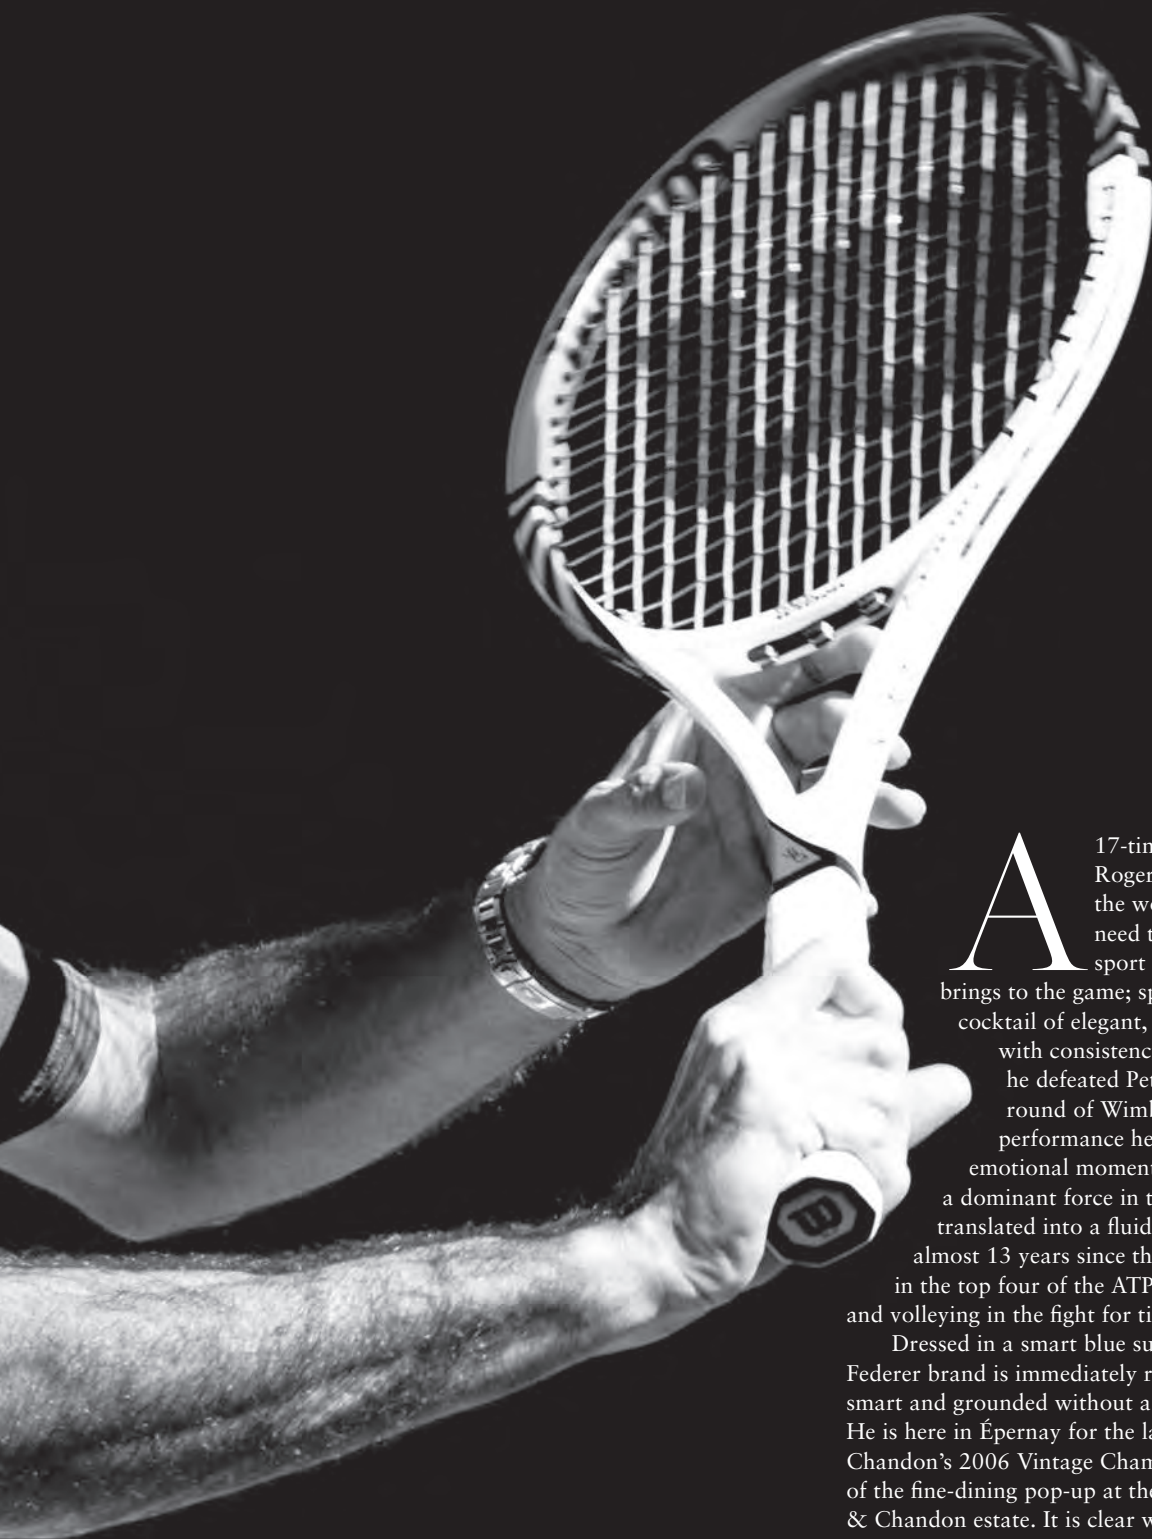 A 17-tin
Roger
the we
need t
sport
brings to the game; sp
cocktail of elegant,
with consistenc
he defeated Pet
round of Wiml
performance he
emotional moment
a dominant force in t
translated into a fluid
almost 13 years since th
in the top four of the ATP
and volleying in the fight for ti
Dressed in a smart blue su
Federer brand is immediately r
smart and grounded without a
He is here in Épernay for the la
Chandon’s 2006 Vintage Cham
of the fine-dining pop-up at the
& Chandon estate. It is clear w
W